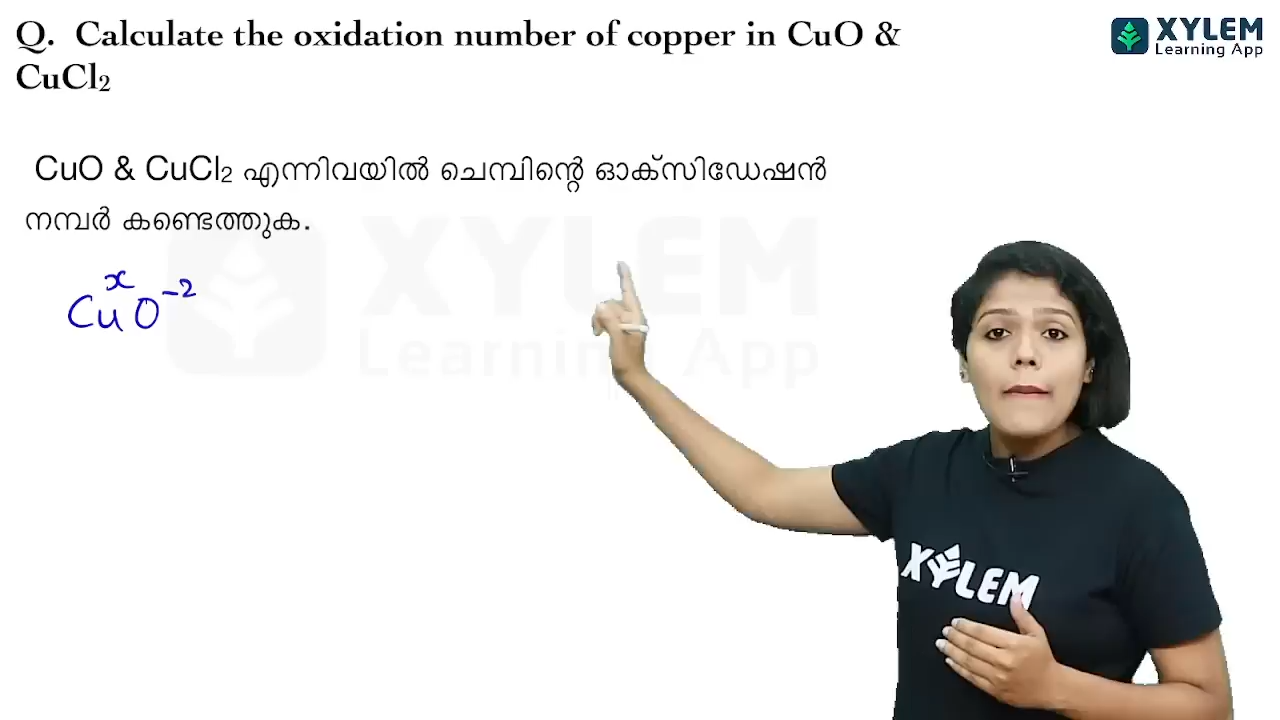 Q. Calculate the oxidation number of copper in CuO &
CuCl₂
XYLEM
Learning App
CuO & CuCl₂ എന്നിവയിൽ ചെമ്പിന്റെ ഓക്സിഡേഷൻ
നമ്പർ കണ്ടെത്തുക.
XYLEM
Learning App
x
CuO⁻²
XYLEM